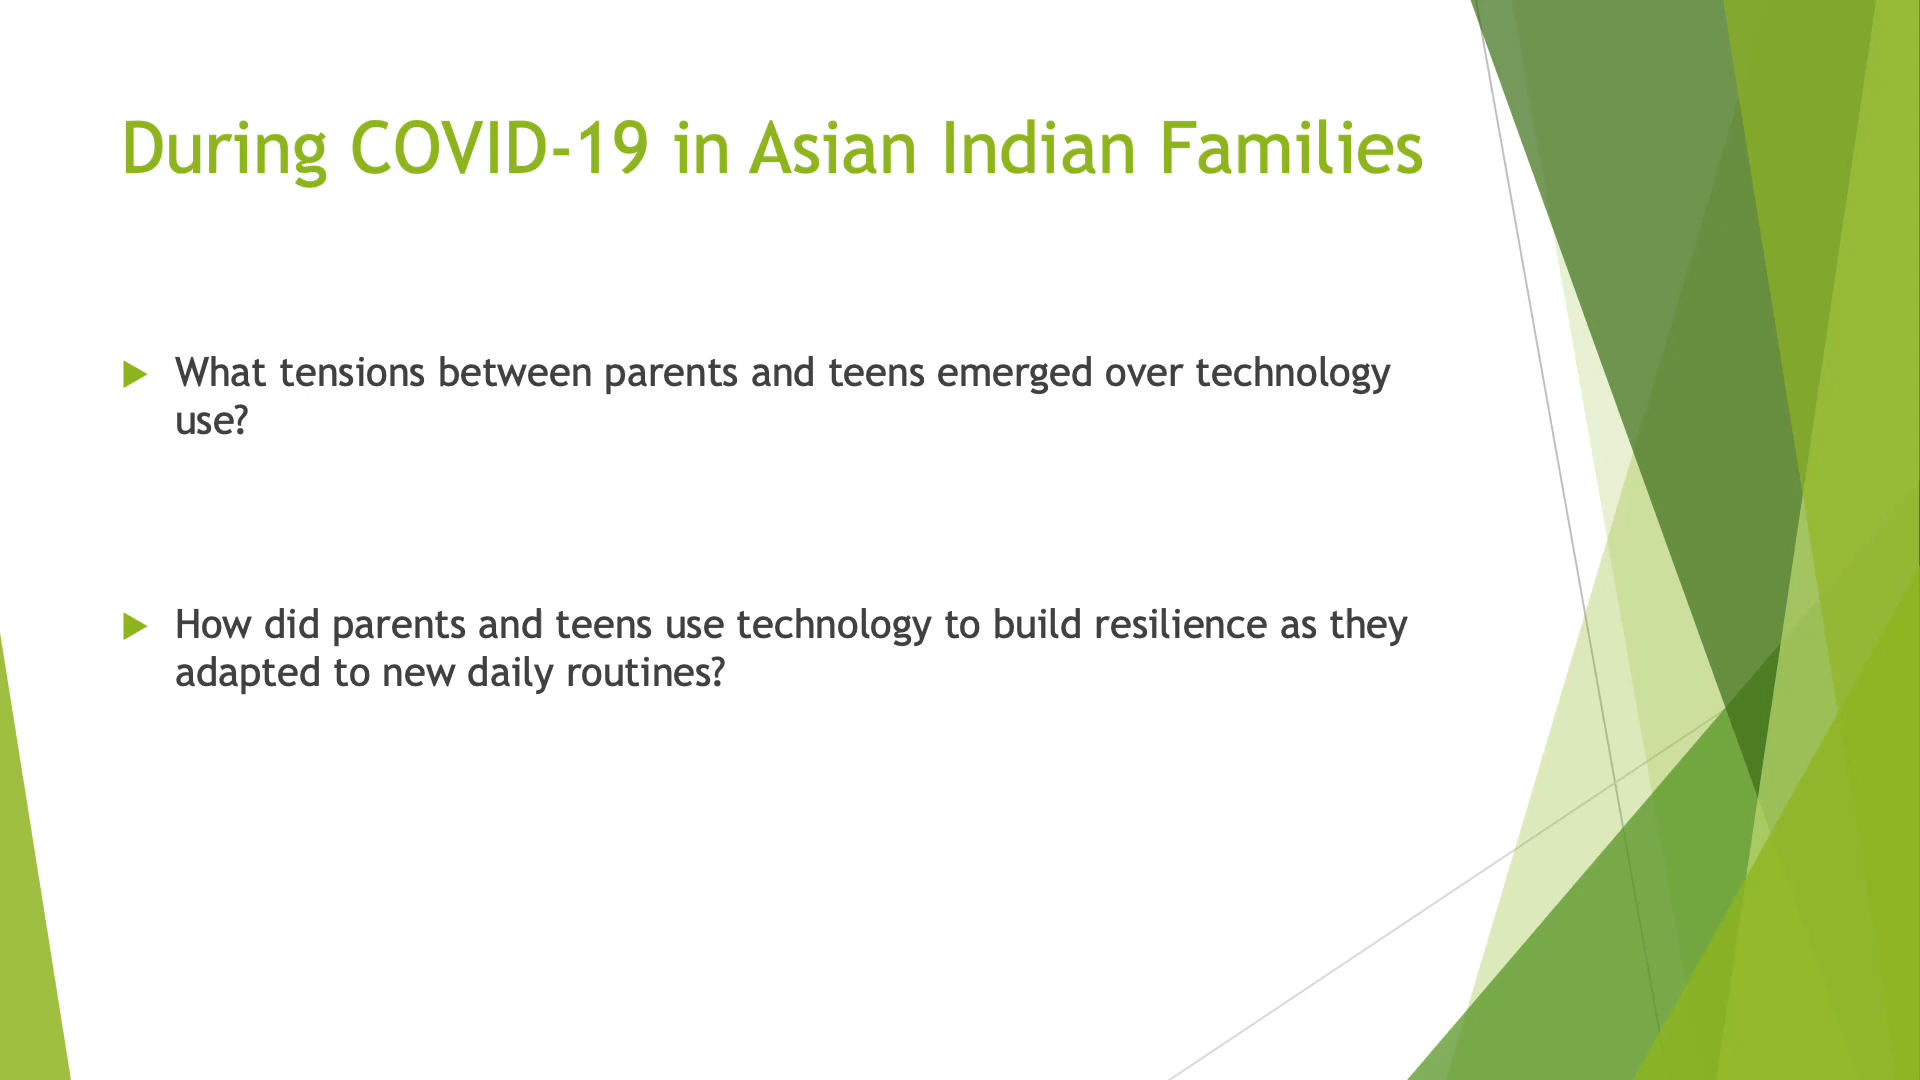 During COVID-19 in Asian Indian Families
What tensions between parents and teens emerged over technology
use?
How did parents and teens use technology to build resilience as they
adapted to new daily routines?